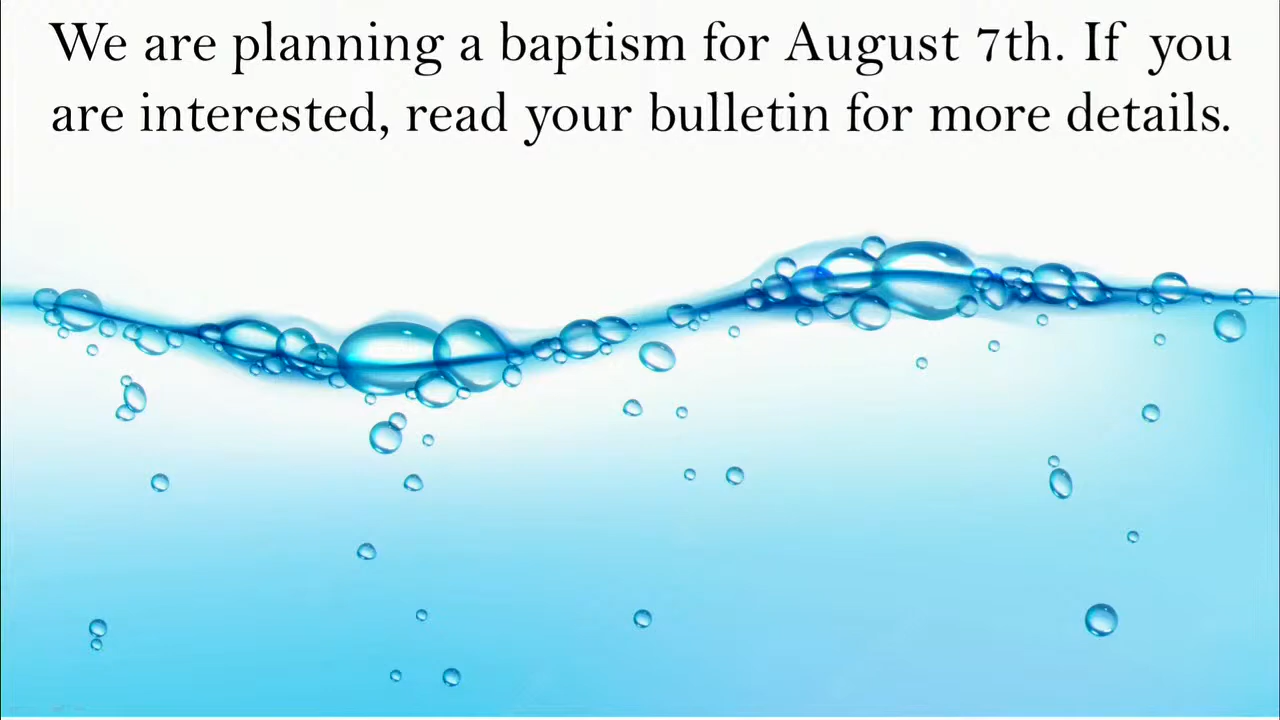 We are planning a baptism for August 7th. If you
are interested, read your bulletin for more details.